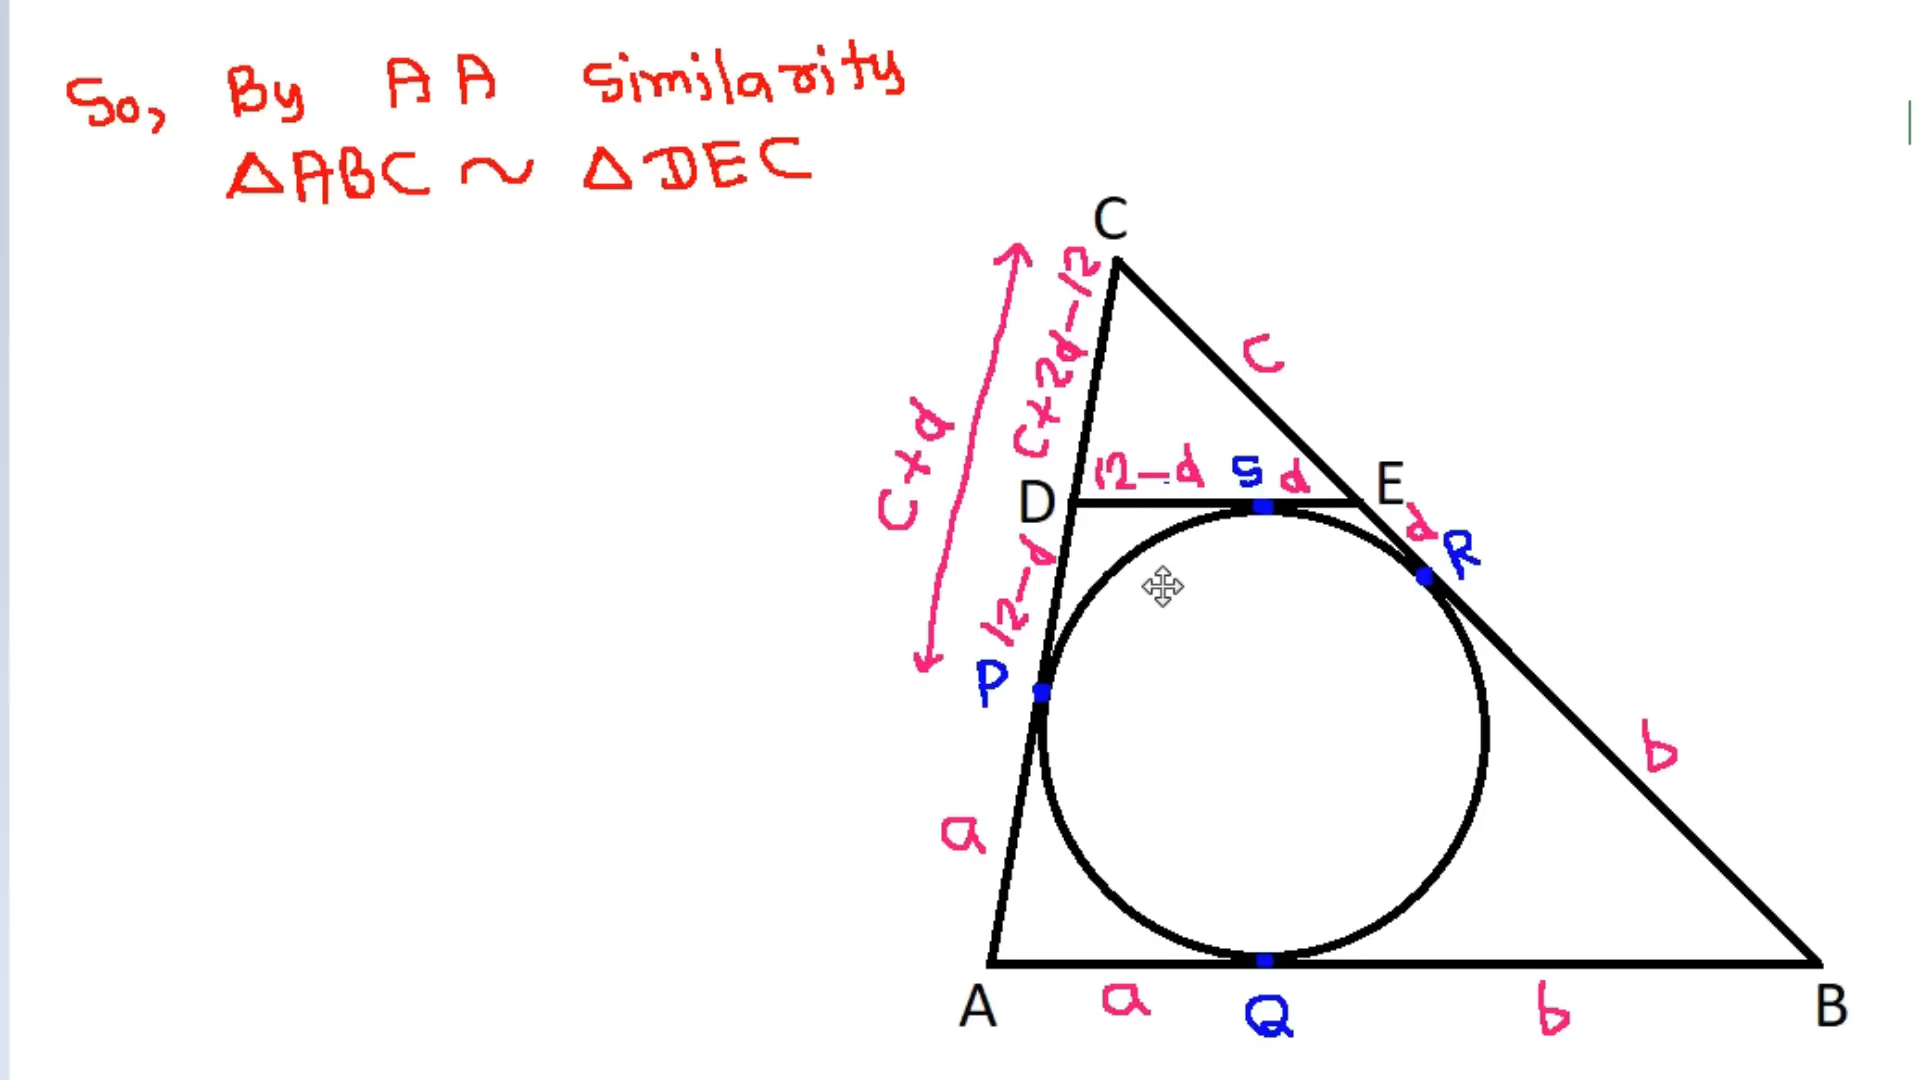 So, By AA Similarity
△ABC ~ △DEC
C
c+2d-12
c
c+d
12-d S d
D
E
d
R
12-d
P
b
a
A
a
Q
b
B